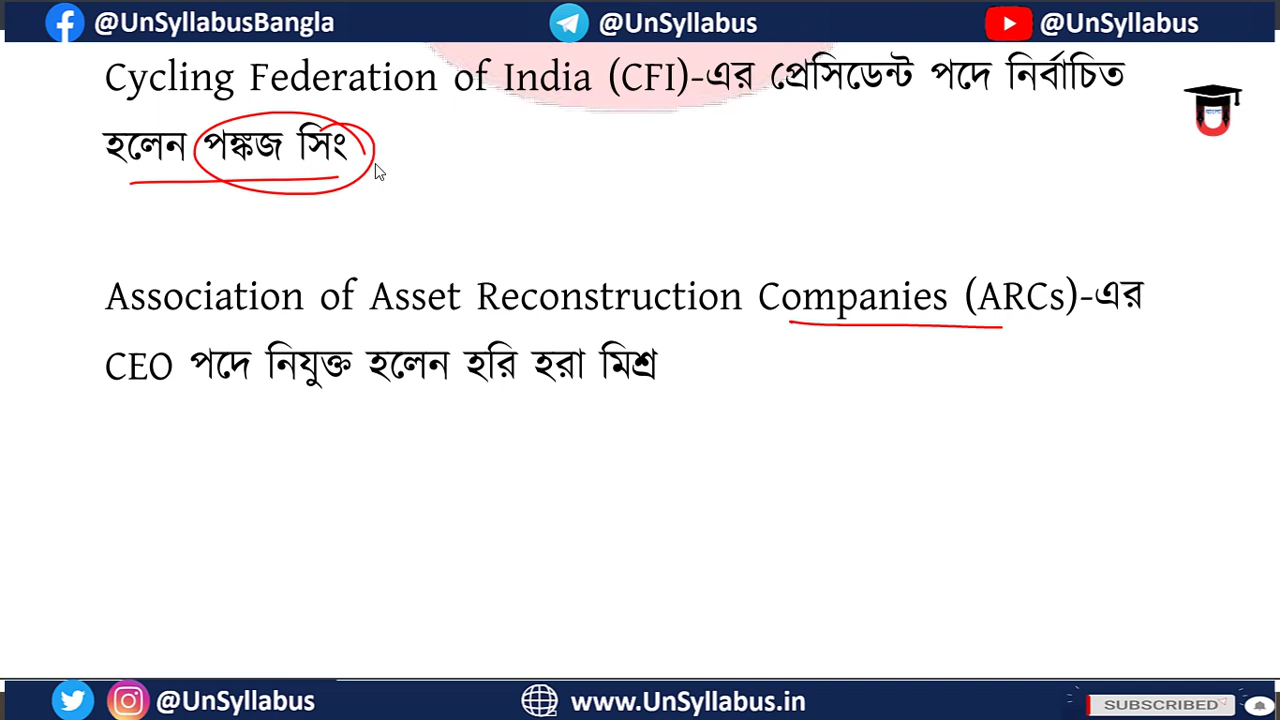 @UnSyllabusBangla @UnSyllabus @UnSyllabus
Cycling Federation of India (CFI)-এর প্রেসিডেন্ট পদে নির্বাচিত
হলেন পঙ্কজ সিং
Association of Asset Reconstruction Companies (ARCs)-এর
CEO পদে নিযুক্ত হলেন হরি হরা মিশ্র
@UnSyllabus www.UnSyllabus.in SUBSCRIBED